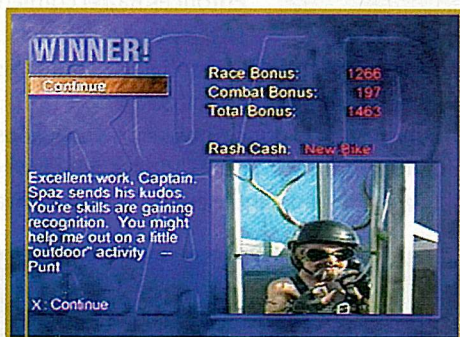 WINNER!
Continue
Race Bonus: 1266
Combat Bonus: 197
Total Bonus: 1463
Rash Cash: New Bike
Excellent work, Captain.
Spaz sends his kudos.
You're skills are gaining
recognition. You might
help me out on a little
"outdoor" activity —
Punt
X: Continue